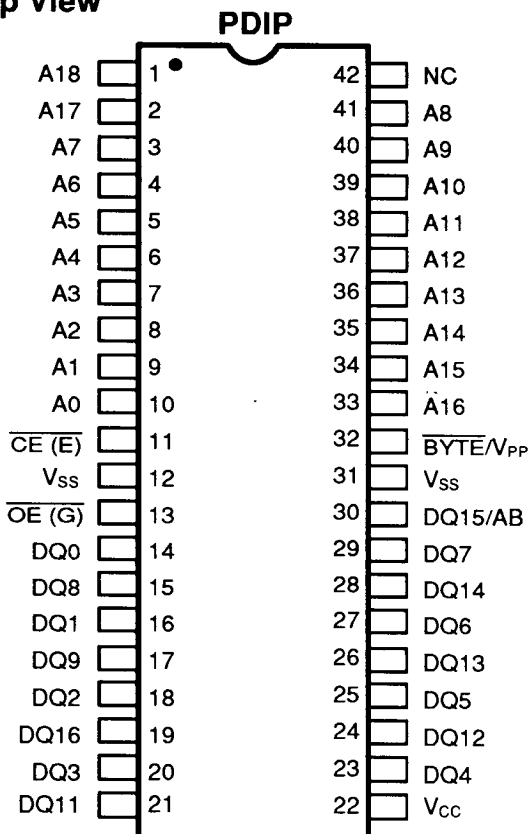 p View
PDIP
A18 1 42 NC
A17 2 41 A8
A7 3 40 A9
A6 4 39 A10
A5 5 38 A11
A4 6 37 A12
A3 7 36 A13
A2 8 35 A14
A1 9 34 A15
A0 10 33 A16
CE (E) 11 32 BYTE/VPP
VSS 12 31 VSS
OE (G) 13 30 DQ15/AB
DQ0 14 29 DQ7
DQ8 15 28 DQ14
DQ1 16 27 DQ6
DQ9 17 26 DQ13
DQ2 18 25 DQ5
DQ16 19 24 DQ12
DQ3 20 23 DQ4
DQ11 21 22 VCC